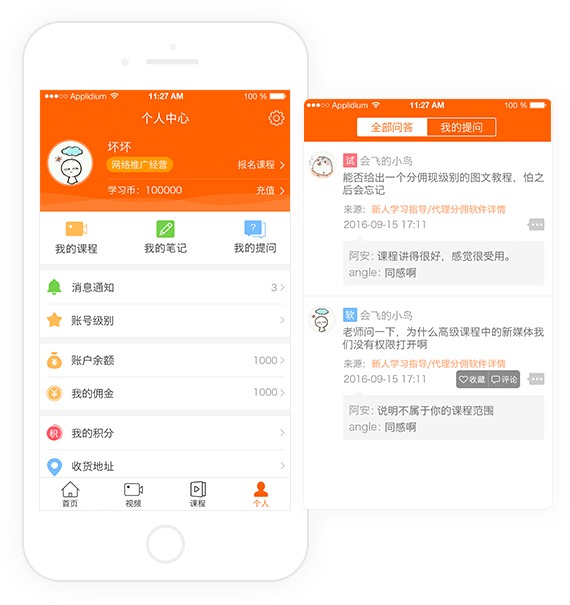 Applidium 11:27 AM 100 %
个人中心
坏坏
网络推广经营
报名课程
学习币：100000
充值
我的课程 我的笔记 我的提问
消息通知 3
账号级别
账户余额 1000
我的佣金 1000
积 我的积分
收货地址
首页 视频 课程 个人
Applidium 11:27 AM 100 %
全部问答 我的提问
试 会飞的小鸟
能否给出一个分佣现级别的图文教程，怕之
后会忘记
来源：新人学习指导/代理分佣软件详情
2016-09-15 17:11
阿安：课程讲得很好，感觉很受用。
angle：同感啊
软 会飞的小鸟
老师问一下，为什么高级课程中的新媒体我
们没有权限打开啊
来源：新人学习指导/代理分佣软件详情
2016-09-15 17:11 收藏 评论
阿安：说明不属于你的课程范围
angle：同感啊